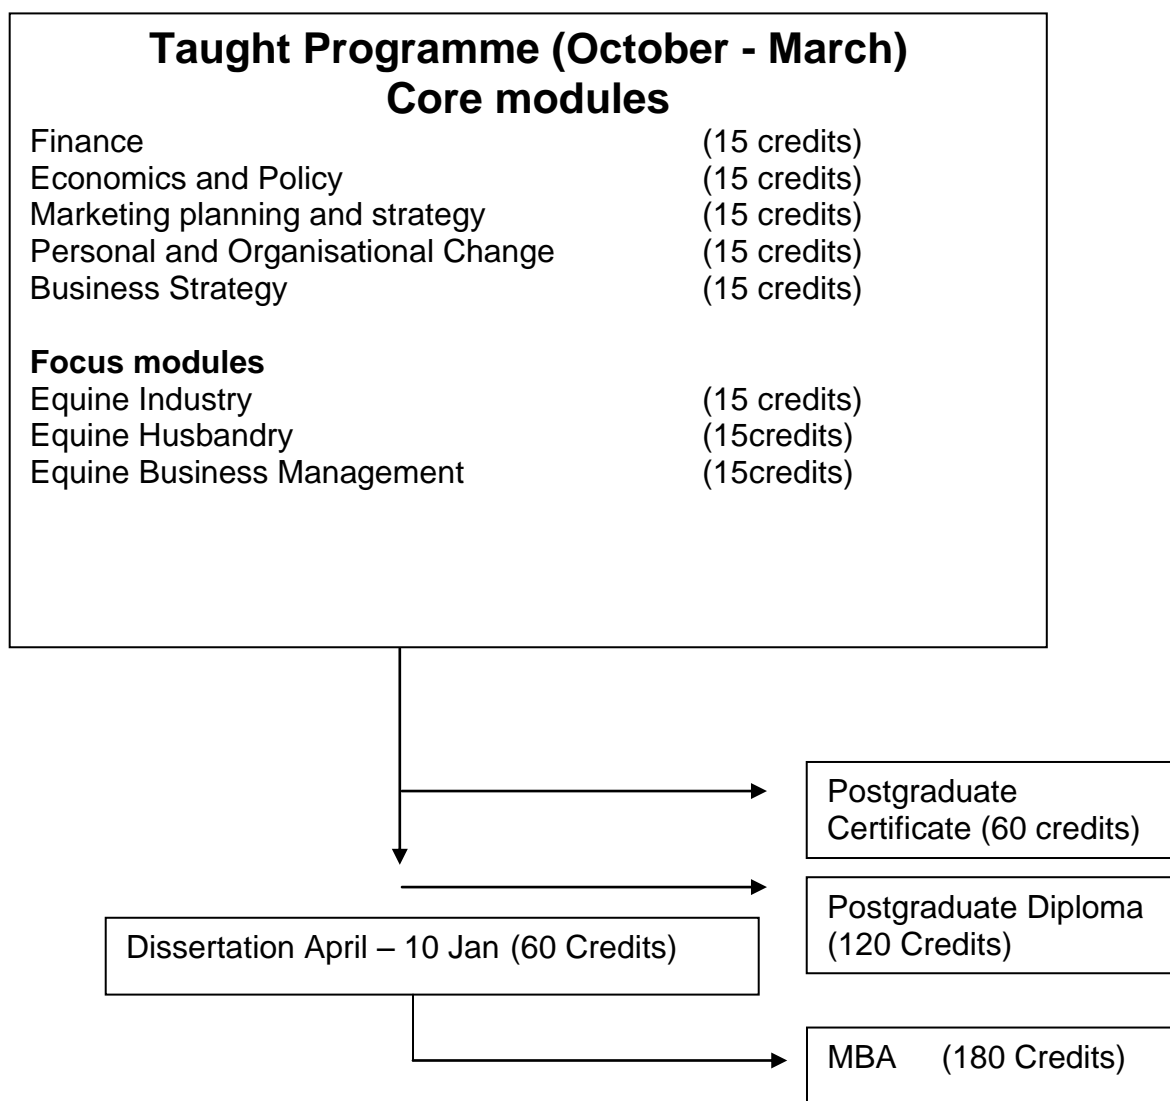 Taught Programme (October - March)
Core modules
Finance (15 credits)
Economics and Policy (15 credits)
Marketing planning and strategy (15 credits)
Personal and Organisational Change (15 credits)
Business Strategy (15 credits)
Focus modules
Equine Industry (15 credits)
Equine Husbandry (15credits)
Equine Business Management (15credits)
Postgraduate
Certificate (60 credits)
Postgraduate Diploma
(120 Credits)
Dissertation April – 10 Jan (60 Credits)
MBA (180 Credits)